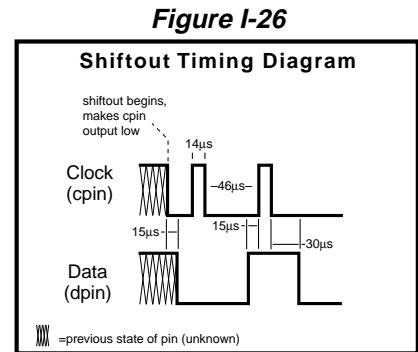 Figure I-26
Shiftout Timing Diagram
shiftout begins,
makes cpin
output low
14µs
Clock
(cpin)
46µs
15µs
15µs
30µs
Data
(dpin)
=previous state of pin (unknown)